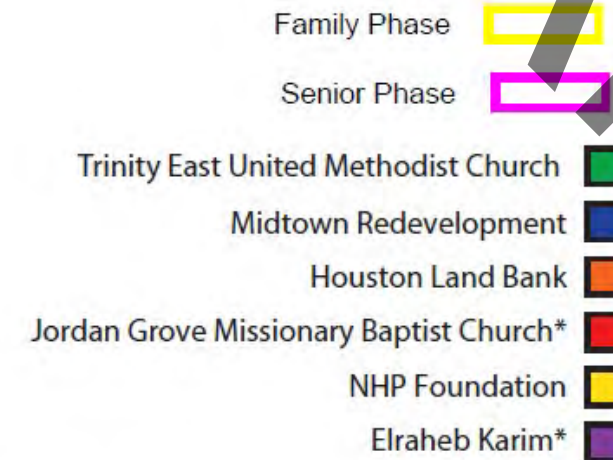 Family Phase
Senior Phase
Trinity East United Methodist Church
Midtown Redevelopment
Houston Land Bank
Jordan Grove Missionary Baptist Church*
NHP Foundation
Elraheb Karim*